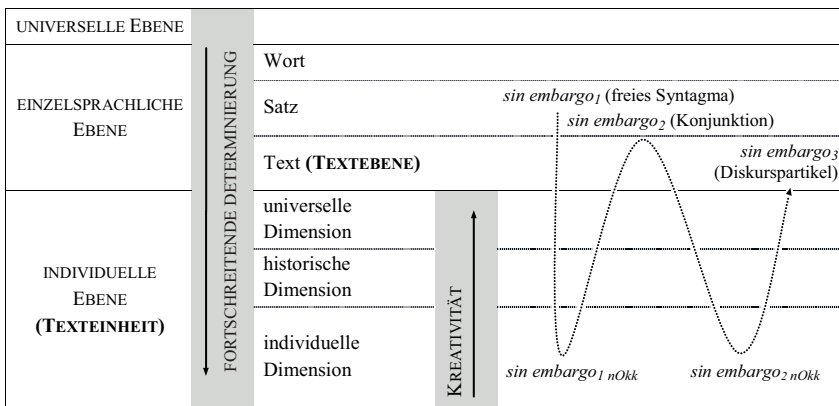 UNIVERSELLE EBENE
EINZELSPRACHLICHE
EBENE
INDIVIDUELLE
EBENE
(TEXTEINHEIT)
FORTSCHREITENDE DETERMINIERUNG
Wort
Satz
Text (TEXTEBENE)
universelle
Dimension
historische
Dimension
individuelle
Dimension
KREATIVITÄT
sin embargo1 (freies Syntagma)
sin embargo2 (Konjunktion)
sin embargo3
(Diskurspartikel)
sin embargo1 nOkk
sin embargo2 nOkk